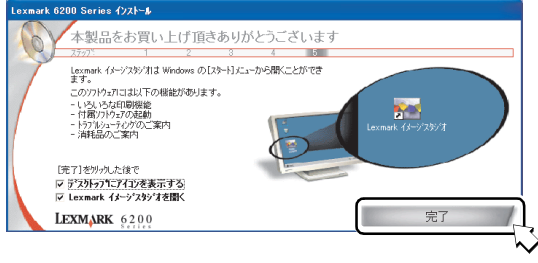 Lexmark 6200 Series インストール
本製品をお買い上げ頂きありがとうございます
ステップ: 1 2 3 4 5
Lexmark イメージスタジオは Windows の[スタート]メニューから開くことができ
ます。
このソフトウェアには以下の機能があります。
- いろいろな印刷機能
- 付属ソフトウェアの起動
- トラブルシューティングのご案内
- 消耗品のご案内
Lexmark イメージスタジオ
[完了]をクリックした後で
デスクトップにアイコンを表示する
Lexmark イメージスタジオを開く
LEXMARK 6200
Series
完了